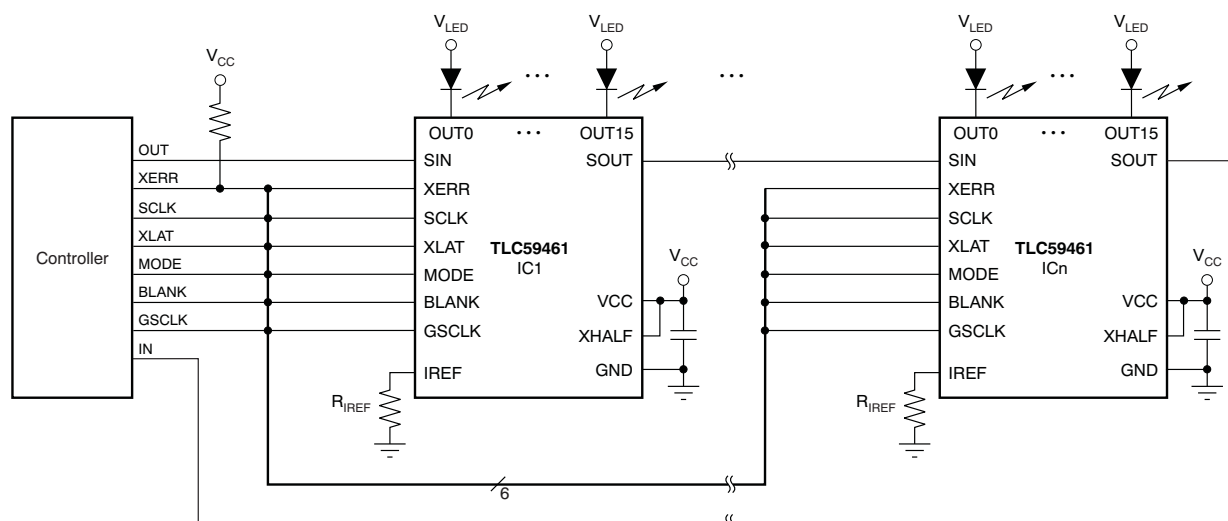 V_LED V_LED V_LED V_LED
••• ••• •••
V_CC
OUT0 ••• OUT15 OUT0 ••• OUT15
OUT SIN SOUT SIN SOUT
XERR XERR XERR
SCLK SCLK SCLK
XLAT XLAT TLC59461 XLAT TLC59461
Controller
IC1 ICn
MODE MODE V_CC MODE V_CC
BLANK BLANK VCC BLANK VCC
GSCLK GSCLK XHALF GSCLK XHALF
IN
IREF GND IREF GND
R_IREF R_IREF
6